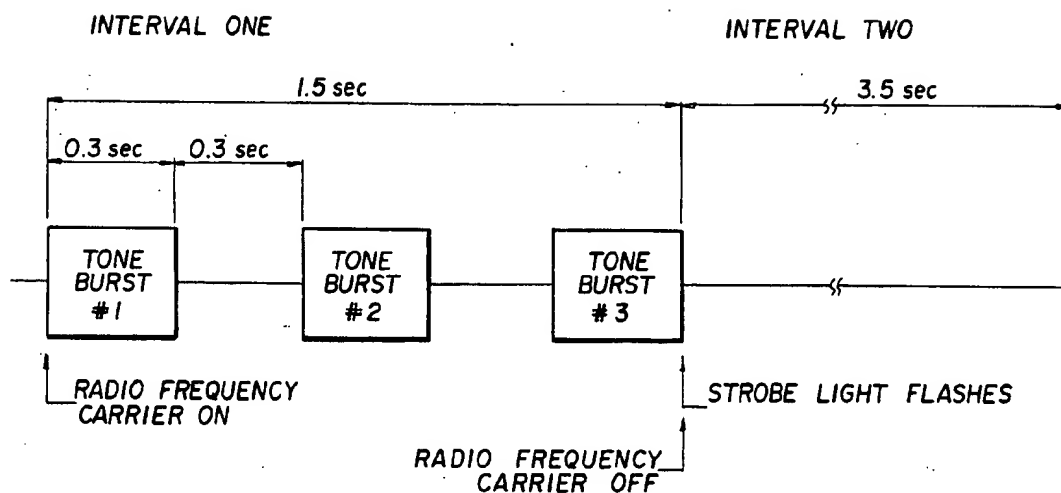 INTERVAL ONE
INTERVAL TWO
1.5 sec
3.5 sec
0.3 sec
0.3 sec
TONE
BURST
#1
TONE
BURST
#2
TONE
BURST
#3
RADIO FREQUENCY
CARRIER ON
STROBE LIGHT FLASHES
RADIO FREQUENCY
CARRIER OFF